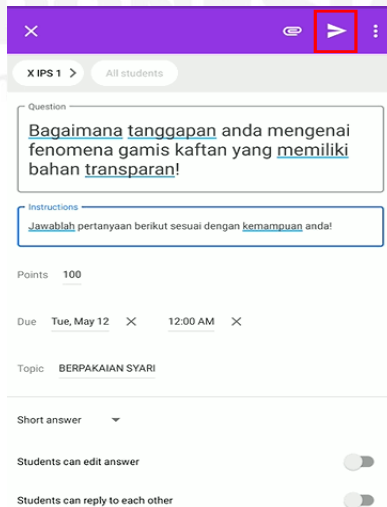 X IPS 1
All students
Question
Bagaimana tanggapan anda mengenai
fenomena gamis kaftan yang memiliki
bahan transparan!
Instructions
Jawablah pertanyaan berikut sesuai dengan kemampuan anda!
Points 100
Due Tue, May 12 12:00 AM
Topic BERPAKAIAN SYARI
Short answer
Students can edit answer
Students can reply to each other